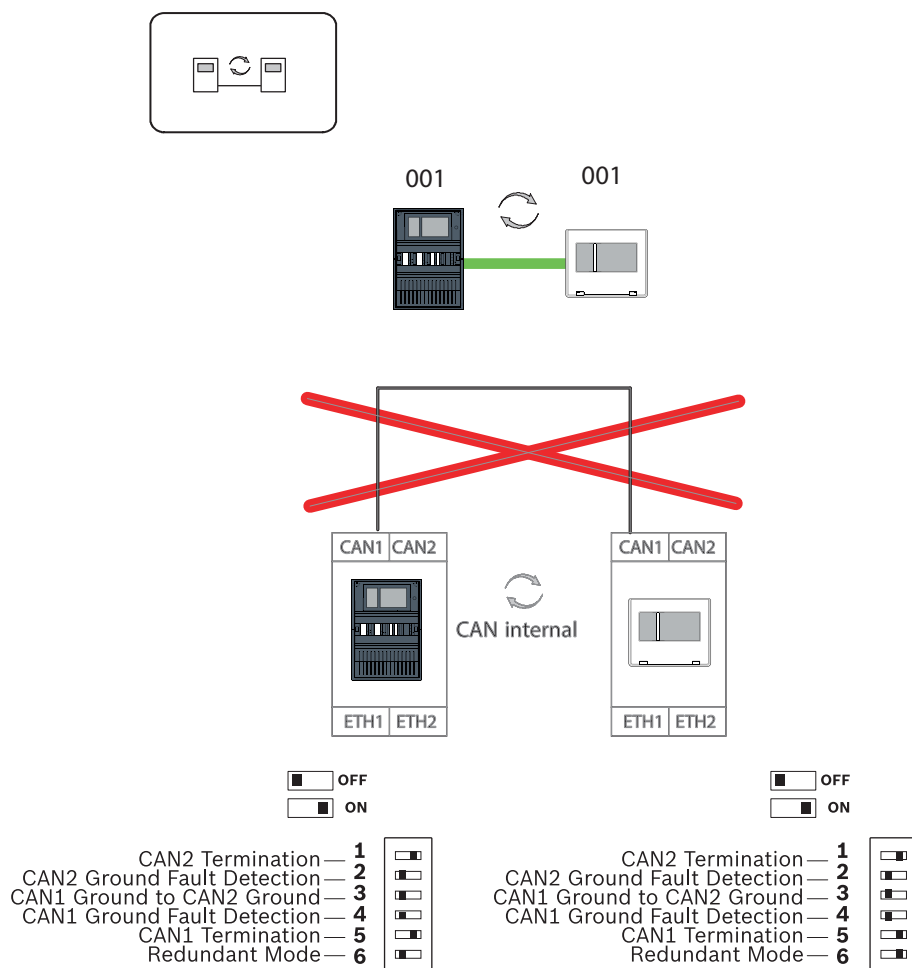 001 001
CAN1 CAN2 CAN1 CAN2
CAN internal
ETH1 ETH2 ETH1 ETH2
OFF OFF
ON ON
CAN2 Termination 1 CAN2 Termination 1
CAN2 Ground Fault Detection 2 CAN2 Ground Fault Detection 2
CAN1 Ground to CAN2 Ground 3 CAN1 Ground to CAN2 Ground 3
CAN1 Ground Fault Detection 4 CAN1 Ground Fault Detection 4
CAN1 Termination 5 CAN1 Termination 5
Redundant Mode 6 Redundant Mode 6